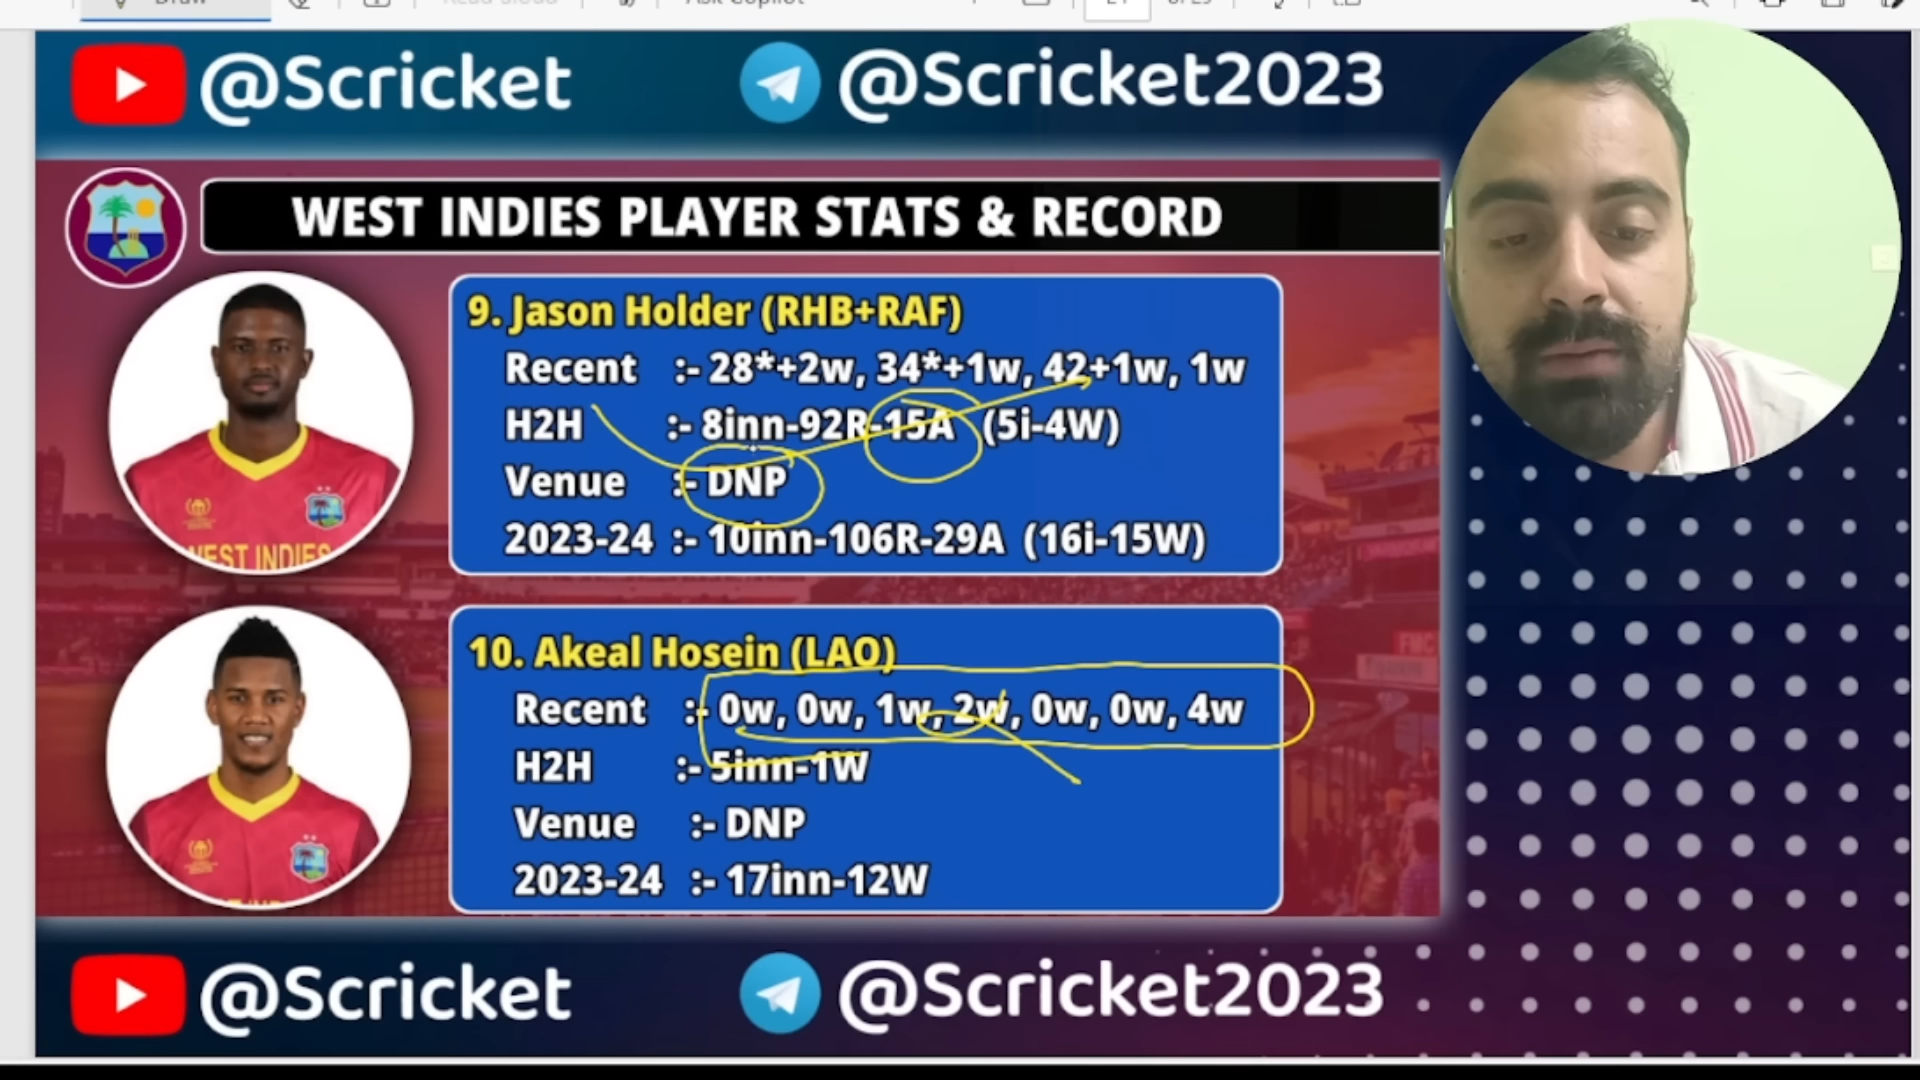 @Scricket @Scricket2023
WEST INDIES PLAYER STATS & RECORD
9. Jason Holder (RHB+RAF)
Recent :- 28*+2w, 34*+1w, 42+1w, 1w
H2H :- 8inn-92R-15A (5i-4W)
Venue :- DNP
2023-24 :- 10inn-106R-29A (16i-15W)
WEST INDIES
10. Akeal Hosein (LAO)
Recent :- 0w, 0w, 1w, 2w, 0w, 0w, 4w
H2H :- 5inn-1W
Venue :- DNP
2023-24 :- 17inn-12W
@Scricket @Scricket2023